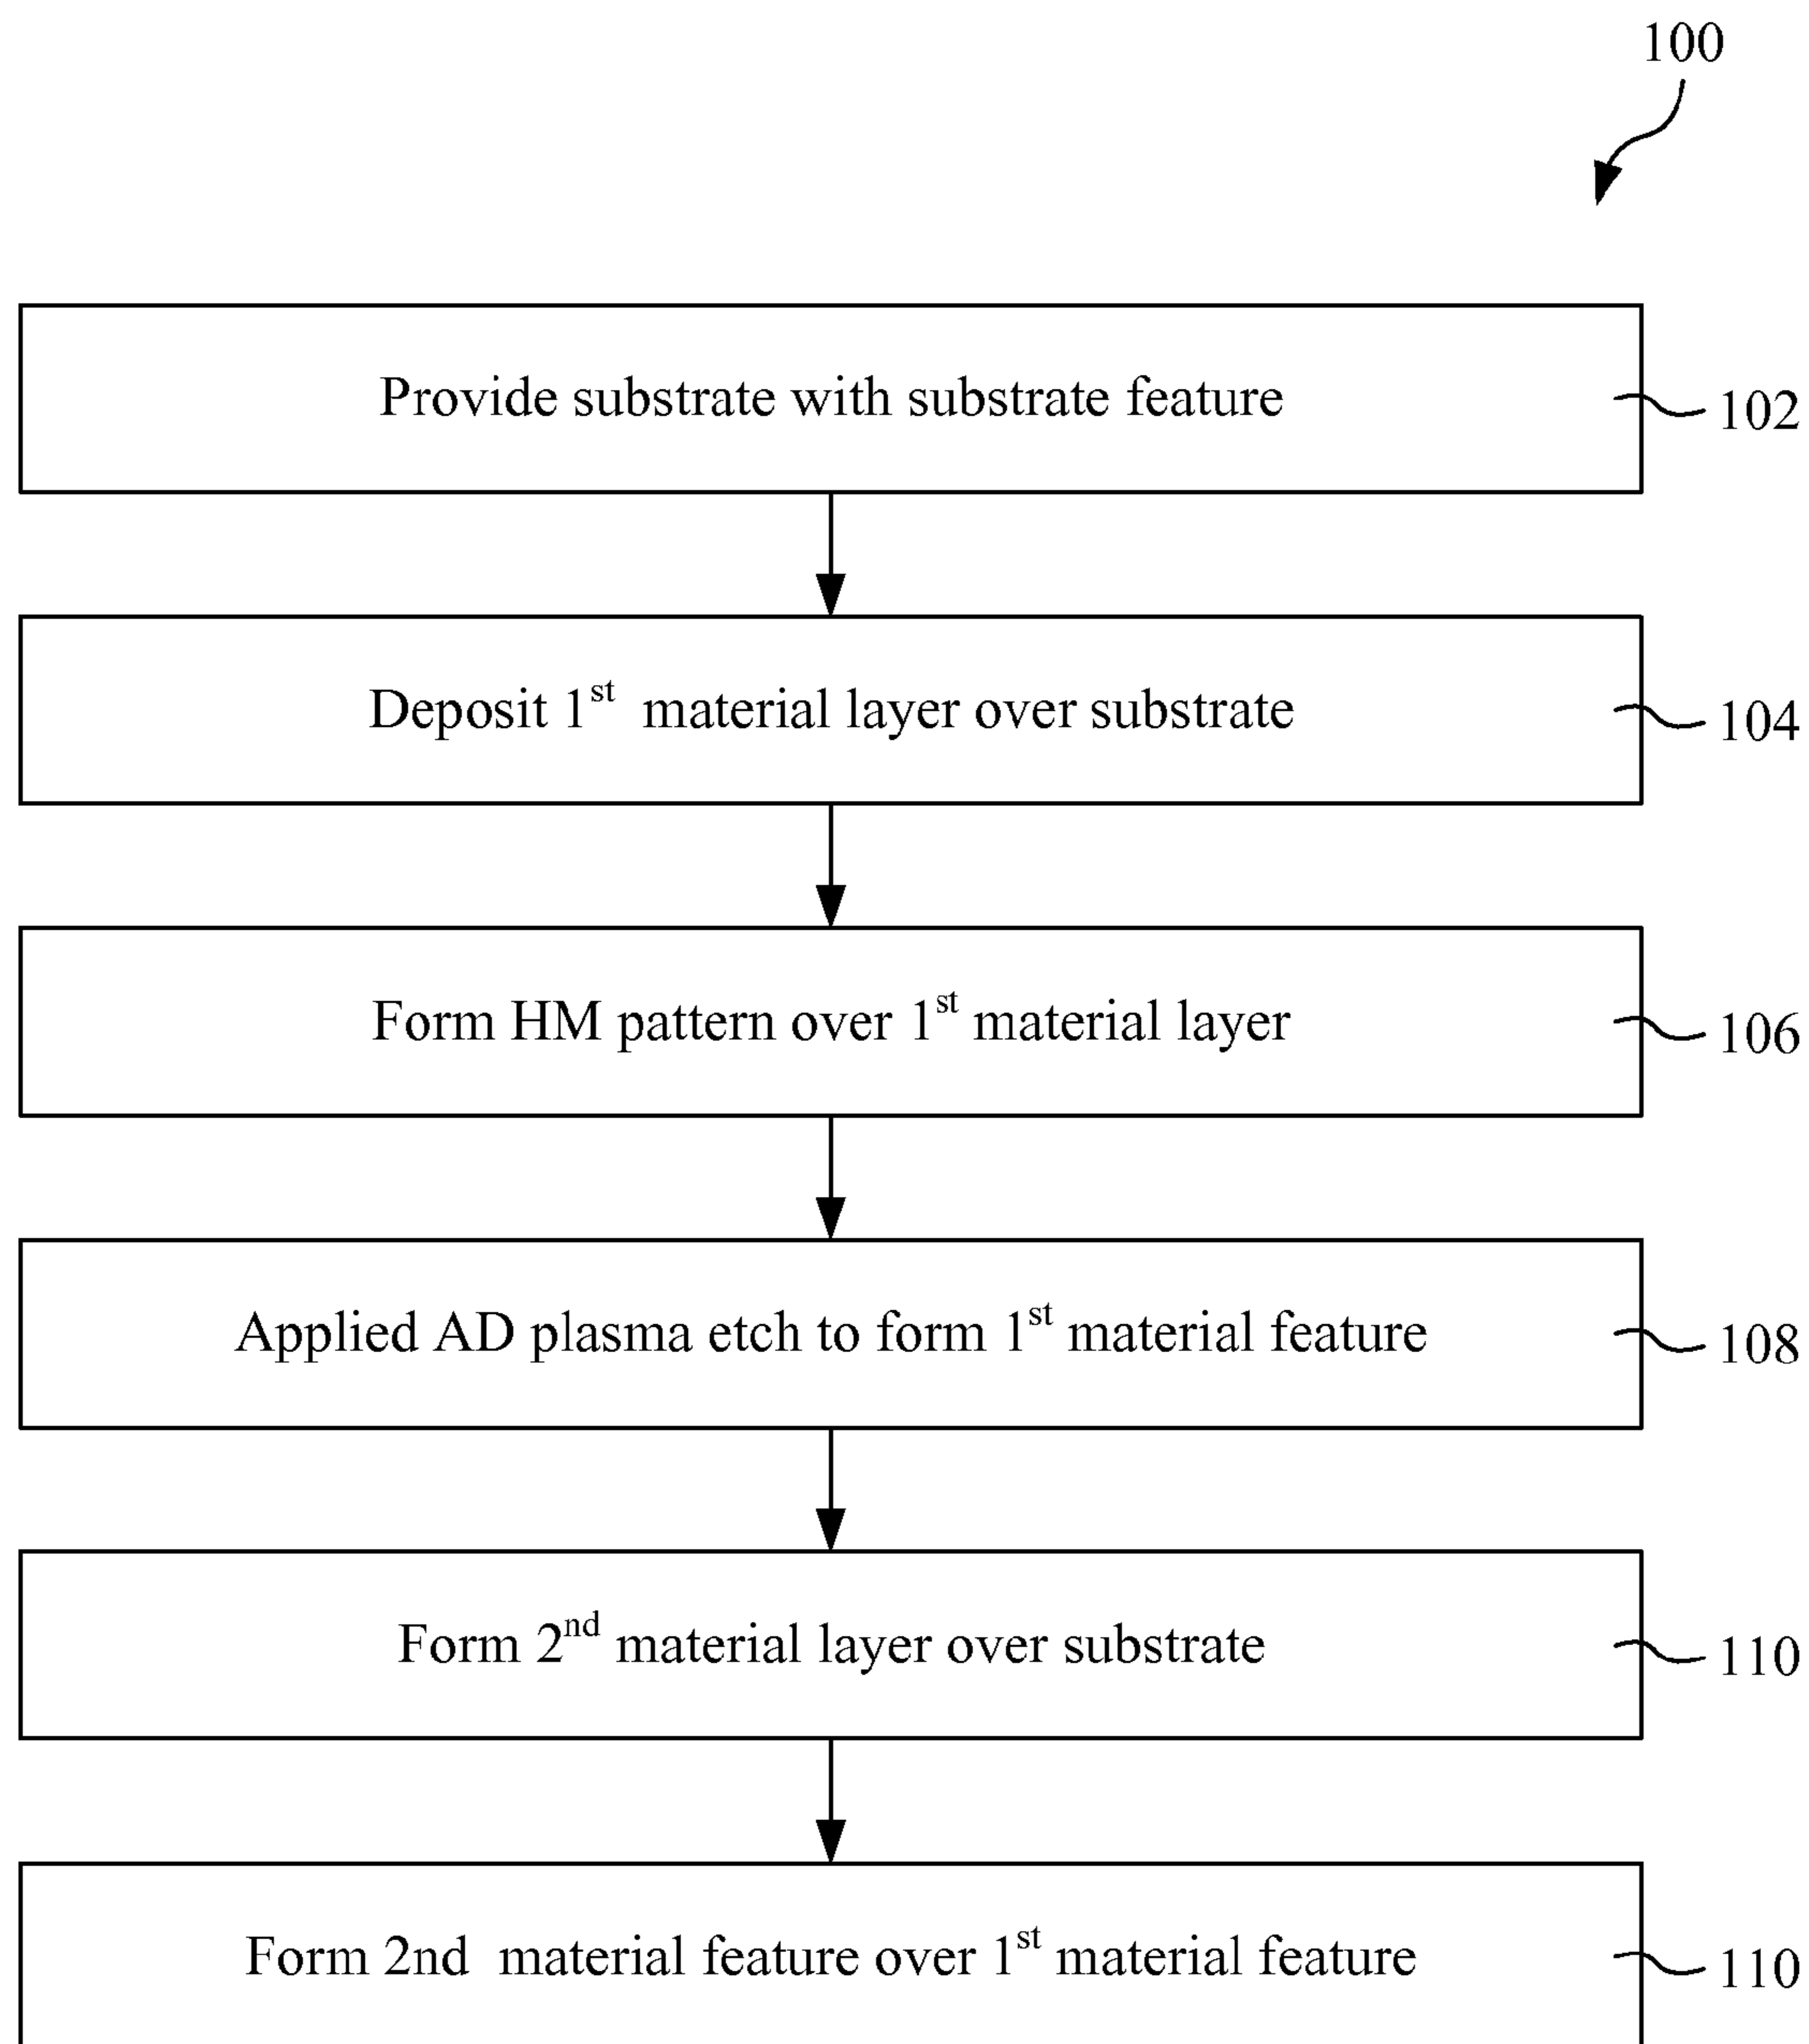 100
Provide substrate with substrate feature 102
Deposit 1st material layer over substrate 104
Form HM pattern over 1st material layer 106
Applied AD plasma etch to form 1st material feature 108
Form 2nd material layer over substrate 110
Form 2nd material feature over 1st material feature 110